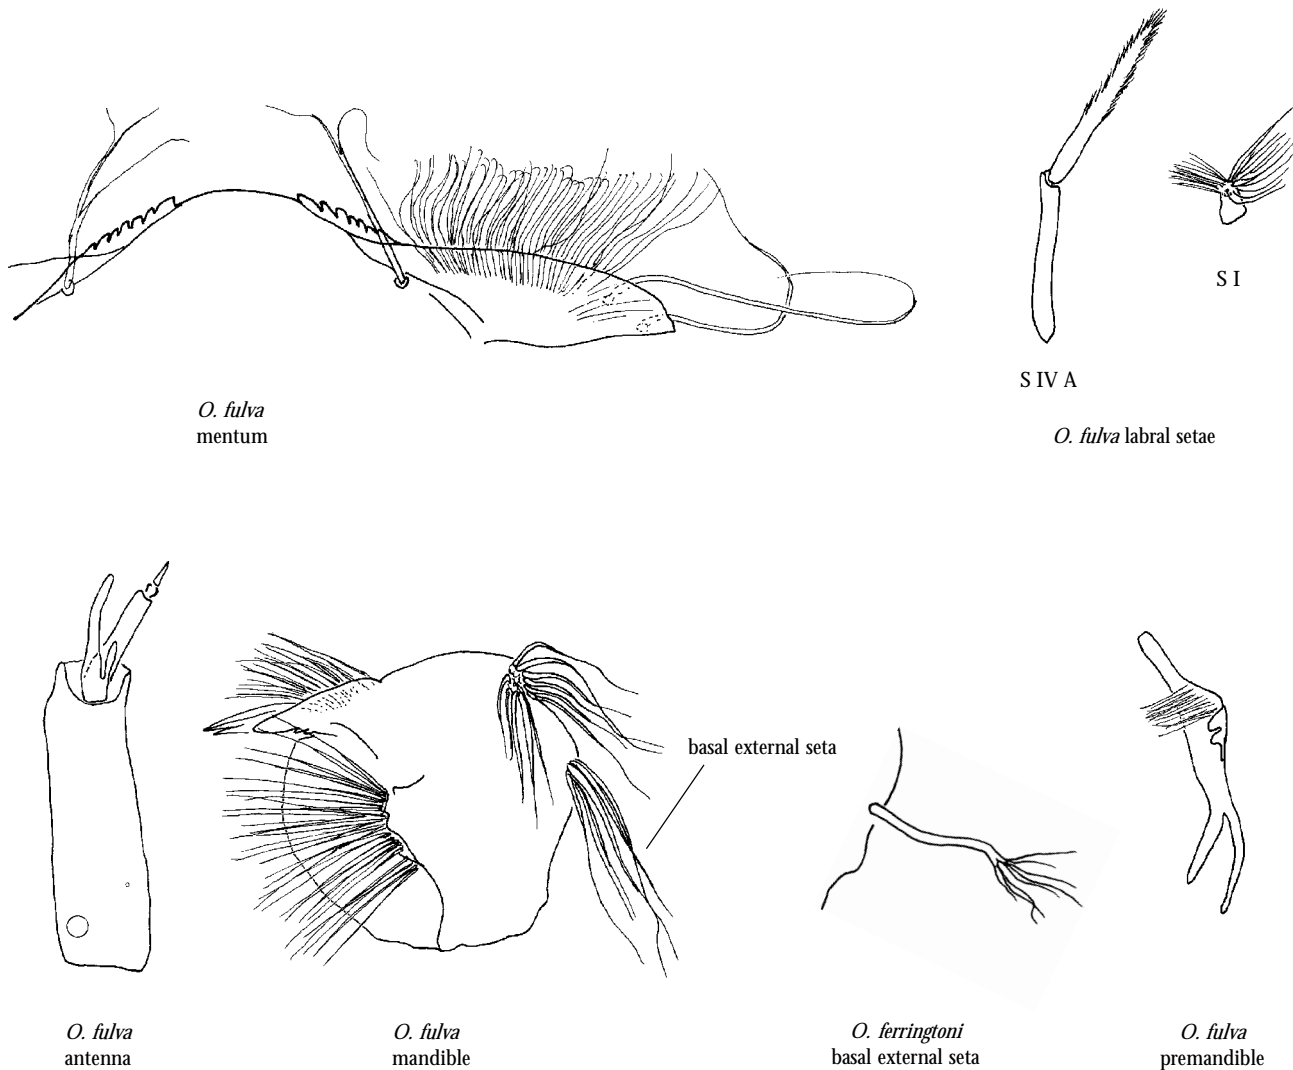 S I
S IV A
O. fulva
mentum
O. fulva labral setae
basal external seta
O. fulva
antenna
O. fulva
mandible
O. ferringtoni
basal external seta
O. fulva
premandible